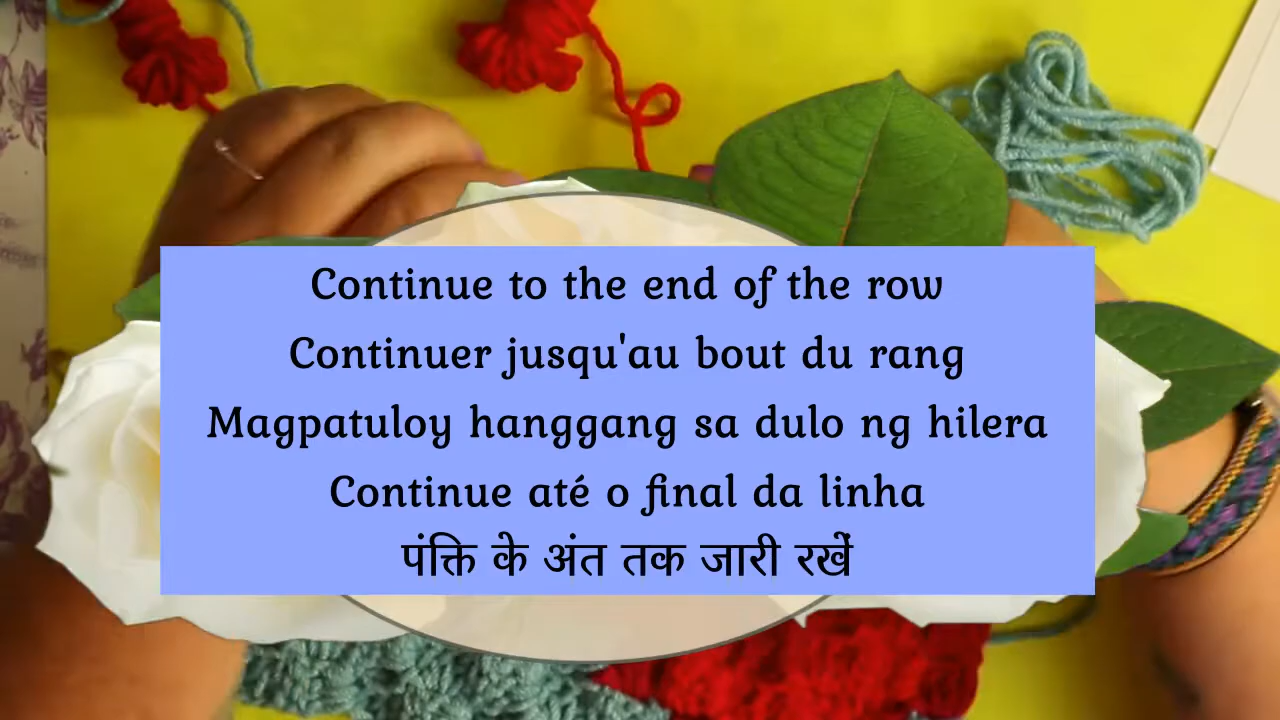 Continue to the end of the row
Continuer jusqu'au bout du rang
Magpatuloy hanggang sa dulo ng hilera
Continue até o final da linha
पंक्ति के अंत तक जारी रखें